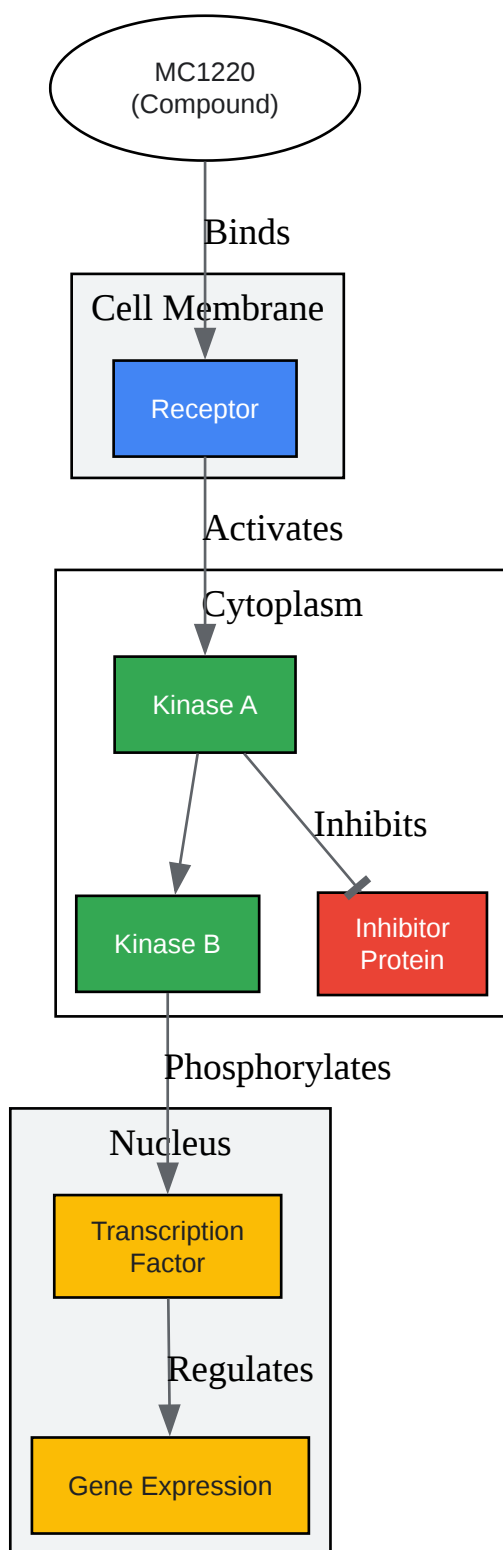 MC1220
(Compound)
Binds
Cell Membrane
Receptor
Activates
Cytoplasm
Kinase A
Inhibits
Kinase B
Inhibitor
Protein
Phosphorylates
Nucleus
Transcription
Factor
Regulates
Gene Expression